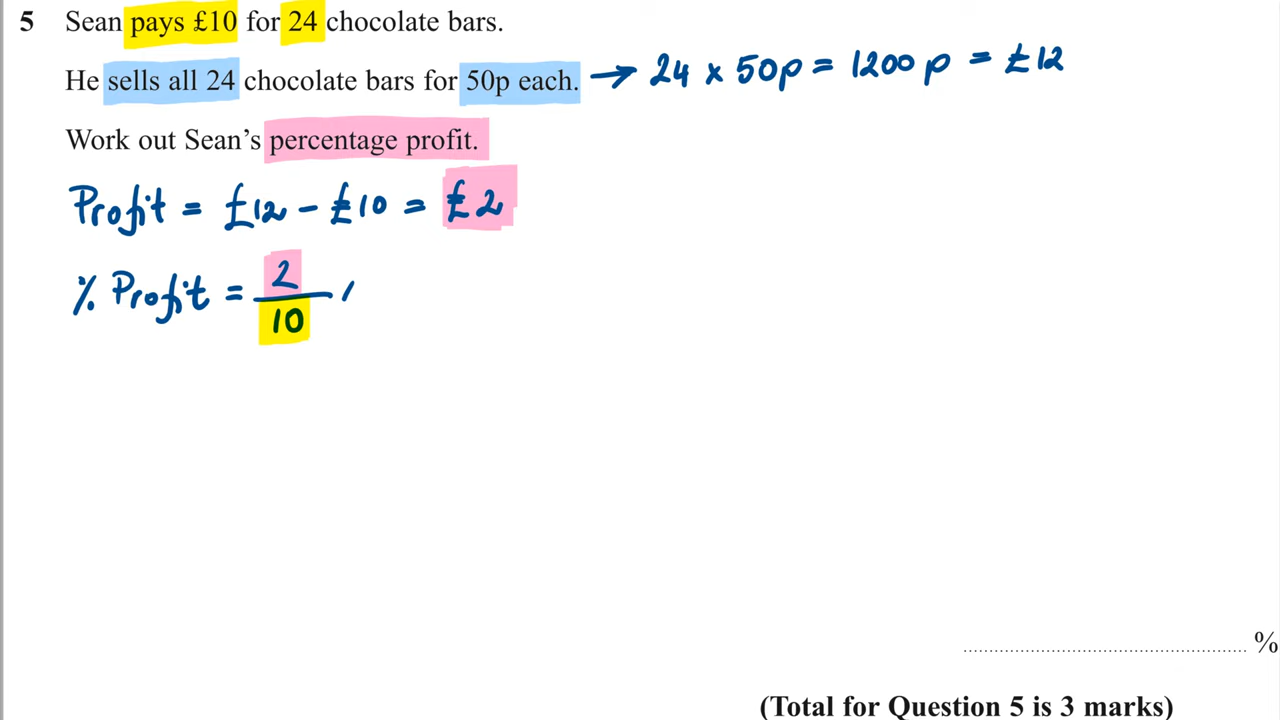 5 Sean pays £10 for 24 chocolate bars.
He sells all 24 chocolate bars for 50p each. → 24 × 50p = 1200p = £12
Work out Sean's percentage profit.
Profit = £12 - £10 = £2
% Profit = 2
10
.......................................................... %
(Total for Question 5 is 3 marks)